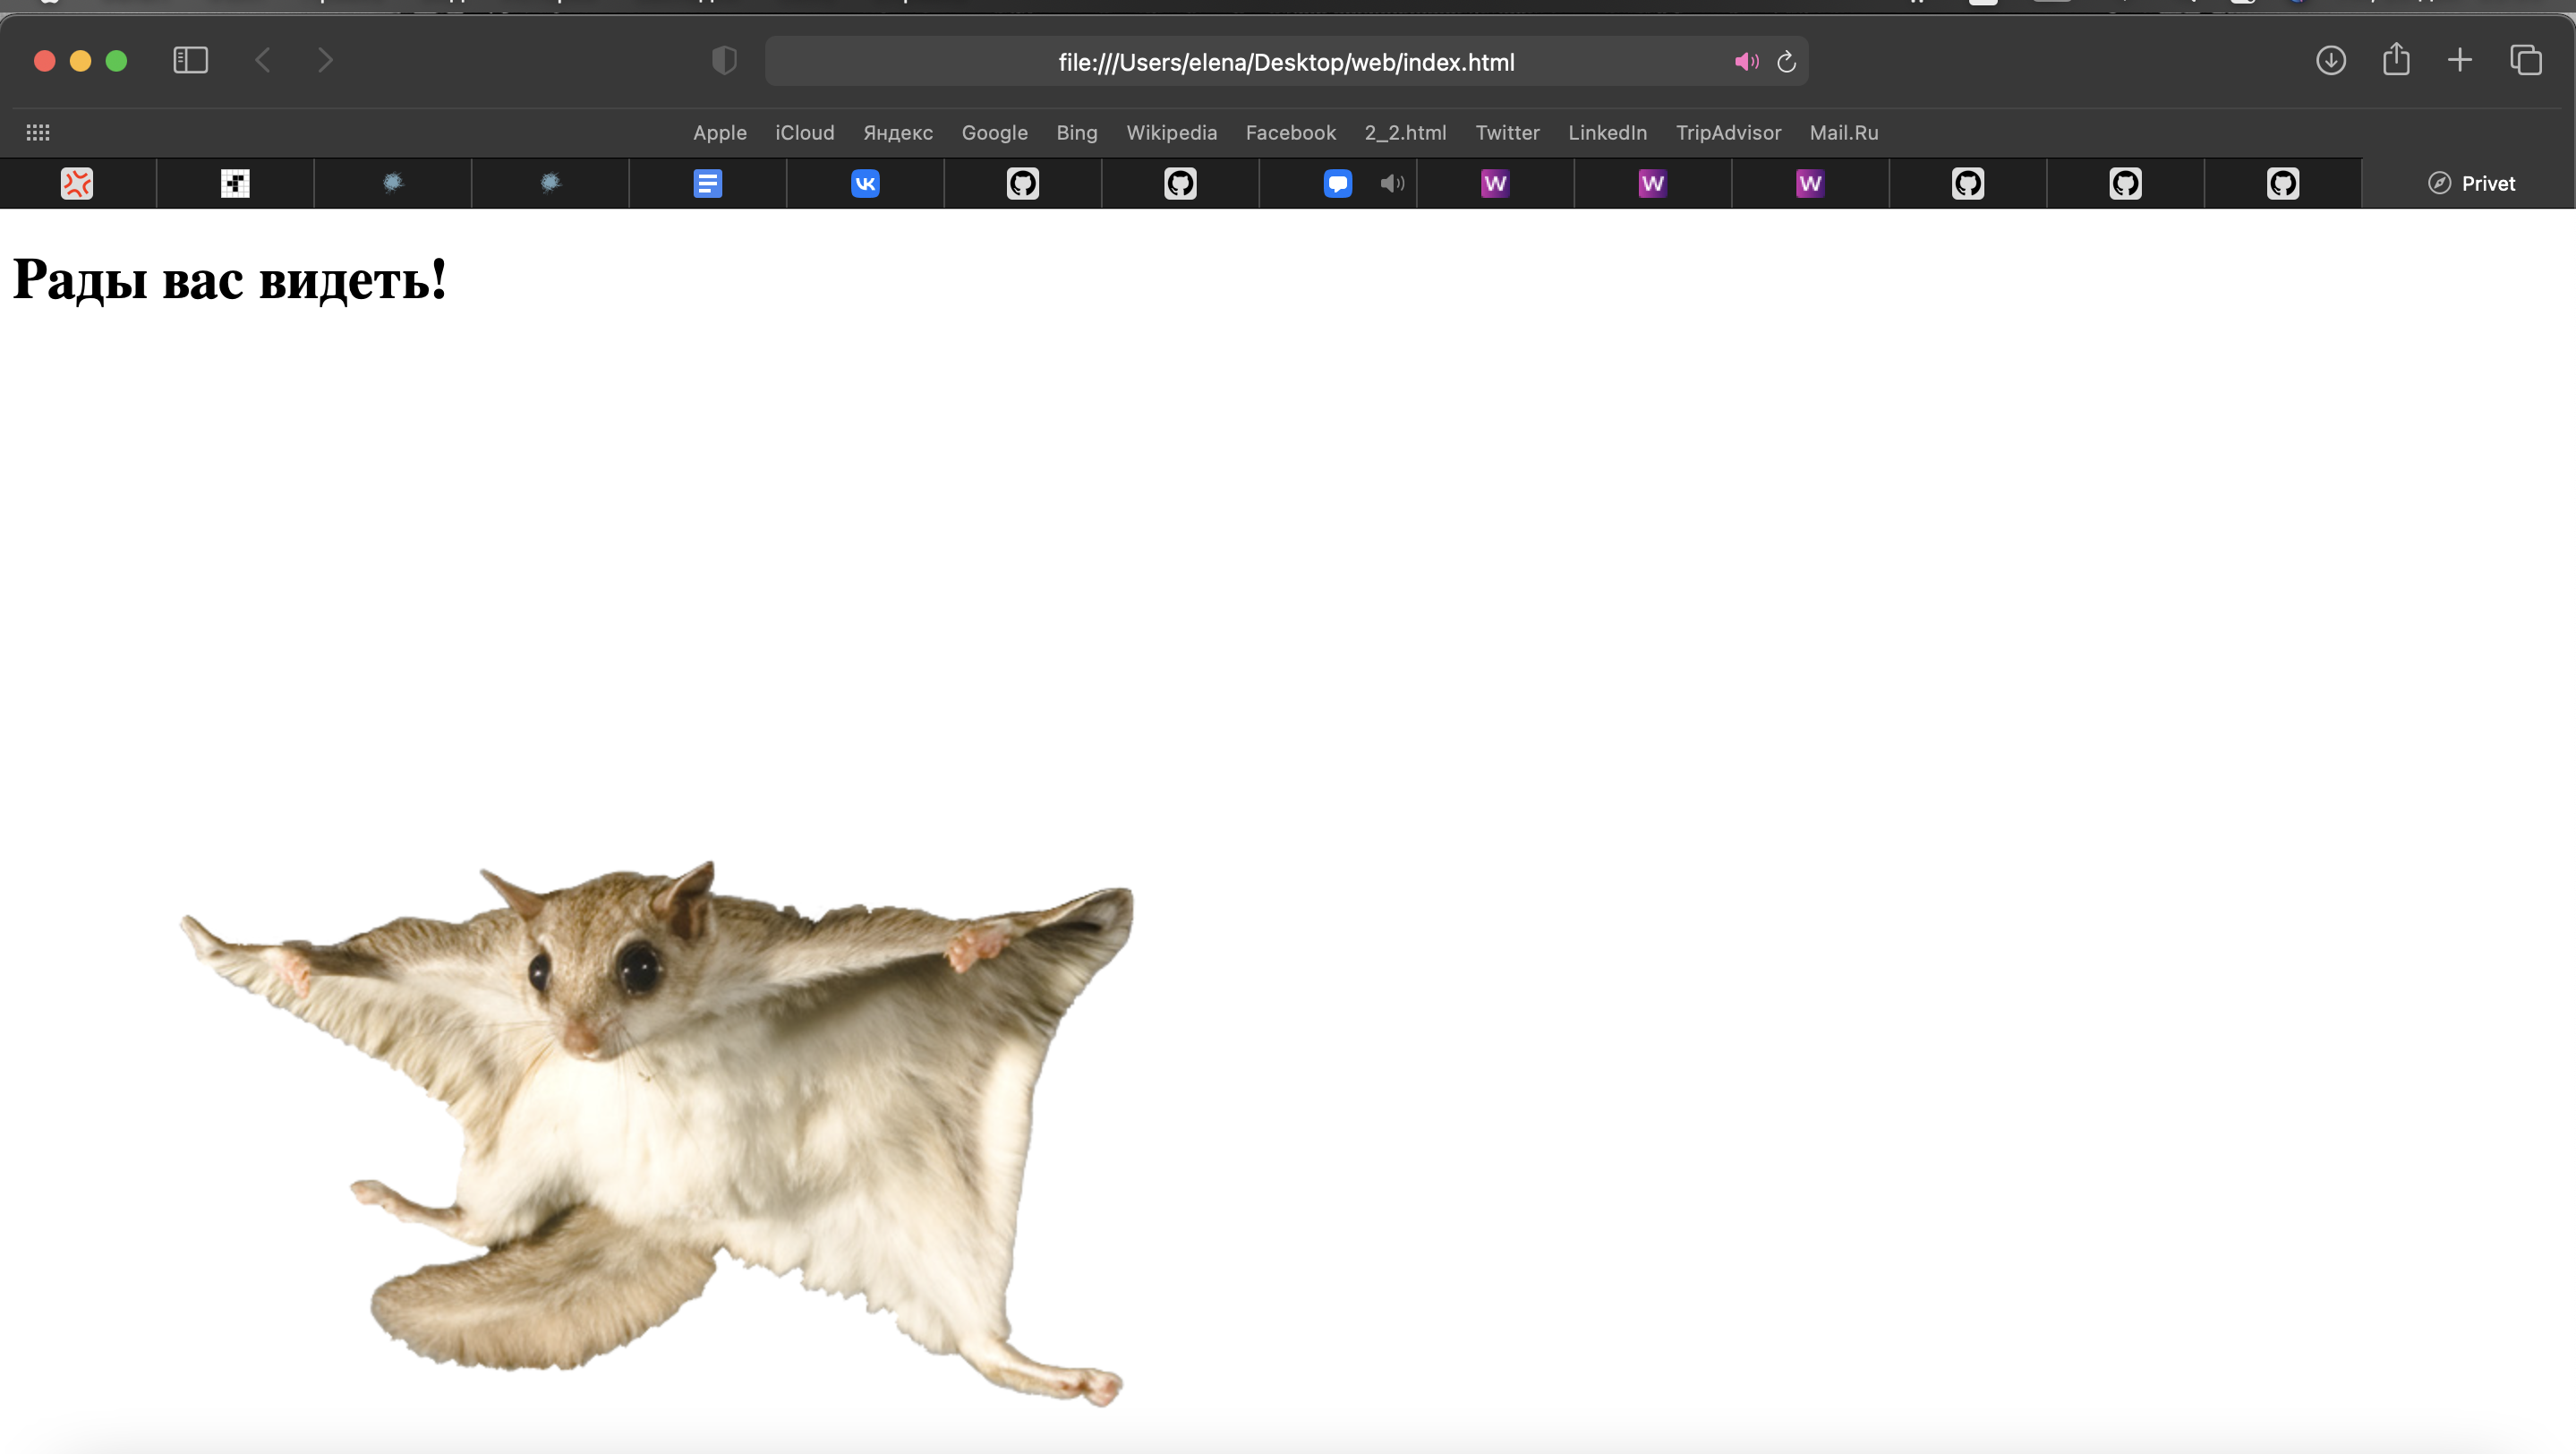 file:///Users/elena/Desktop/web/index.html
Apple iCloud Яндекс Google Bing Wikipedia Facebook 2_2.html Twitter LinkedIn TripAdvisor Mail.Ru
W W W Privet
Рады вас видеть!